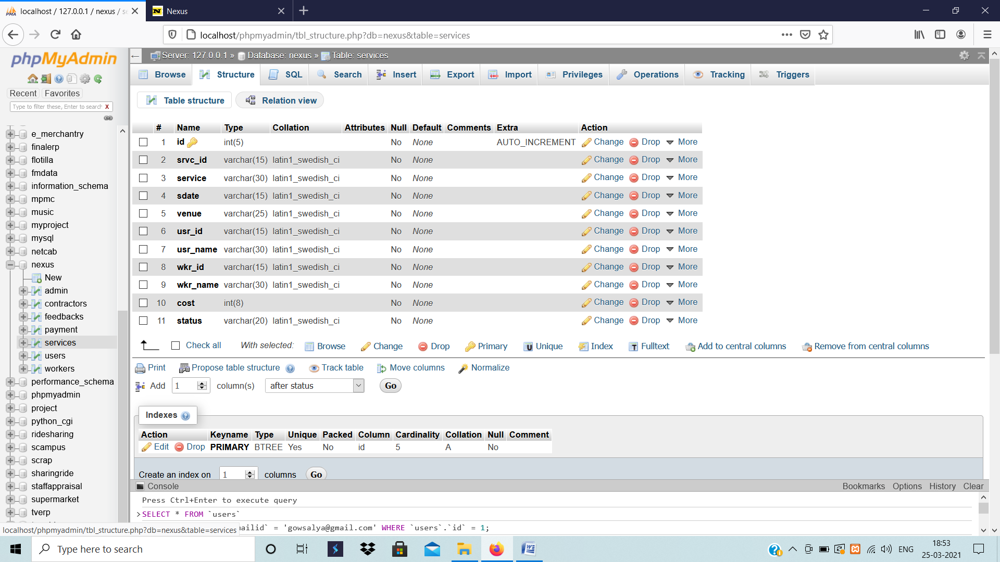 localhost / 127.0.0.1 / nexus / se
Nexus
localhost/phpmyadmin/tbl_structure.php?db=nexus&table=services
phpMyAdmin
Recent Favorites
Type to filter these, Enter to search X
e_merchantry
finalerp
flotilla
fmdata
information_schema
mpmc
music
myproject
mysql
netcab
nexus
New
admin
contractors
feedbacks
payment
services
users
workers
performance_schema
phpmyadmin
project
python_cgi
ridesharing
scampus
scrap
sharingride
staffappraisal
supermarket
tverp
localhost/phpmyadmin/tbl_structure.php?db=nexus&table=services
Server: 127.0.0.1 » Database: nexus » Table: services
Browse Structure SQL Search Insert Export Import Privileges Operations Tracking Triggers
Table structure Relation view
# Name Type Collation Attributes Null Default Comments Extra Action
1 id int(5) No None AUTO_INCREMENT Change Drop More
2 srvc_id varchar(15) latin1_swedish_ci No None Change Drop More
3 service varchar(30) latin1_swedish_ci No None Change Drop More
4 sdate varchar(15) latin1_swedish_ci No None Change Drop More
5 venue varchar(25) latin1_swedish_ci No None Change Drop More
6 usr_id varchar(15) latin1_swedish_ci No None Change Drop More
7 usr_name varchar(30) latin1_swedish_ci No None Change Drop More
8 wkr_id varchar(15) latin1_swedish_ci No None Change Drop More
9 wkr_name varchar(30) latin1_swedish_ci No None Change Drop More
10 cost int(8) No None Change Drop More
11 status varchar(20) latin1_swedish_ci No None Change Drop More
Check all With selected: Browse Change Drop Primary Unique Index Fulltext Add to central columns Remove from central columns
Print Propose table structure Track table Move columns Normalize
Add 1 column(s) after status Go
Indexes
Action Keyname Type Unique Packed Column Cardinality Collation Null Comment
Edit Drop PRIMARY BTREE Yes No id 5 A No
Create an index on 1 columns Go
Console Bookmarks Options History Clear
Press Ctrl+Enter to execute query
>SELECT * FROM `users`
mailid` = 'gowsalya@gmail.com' WHERE `users`.`id` = 1;
Type here to search
ENG
18:53
25-03-2021